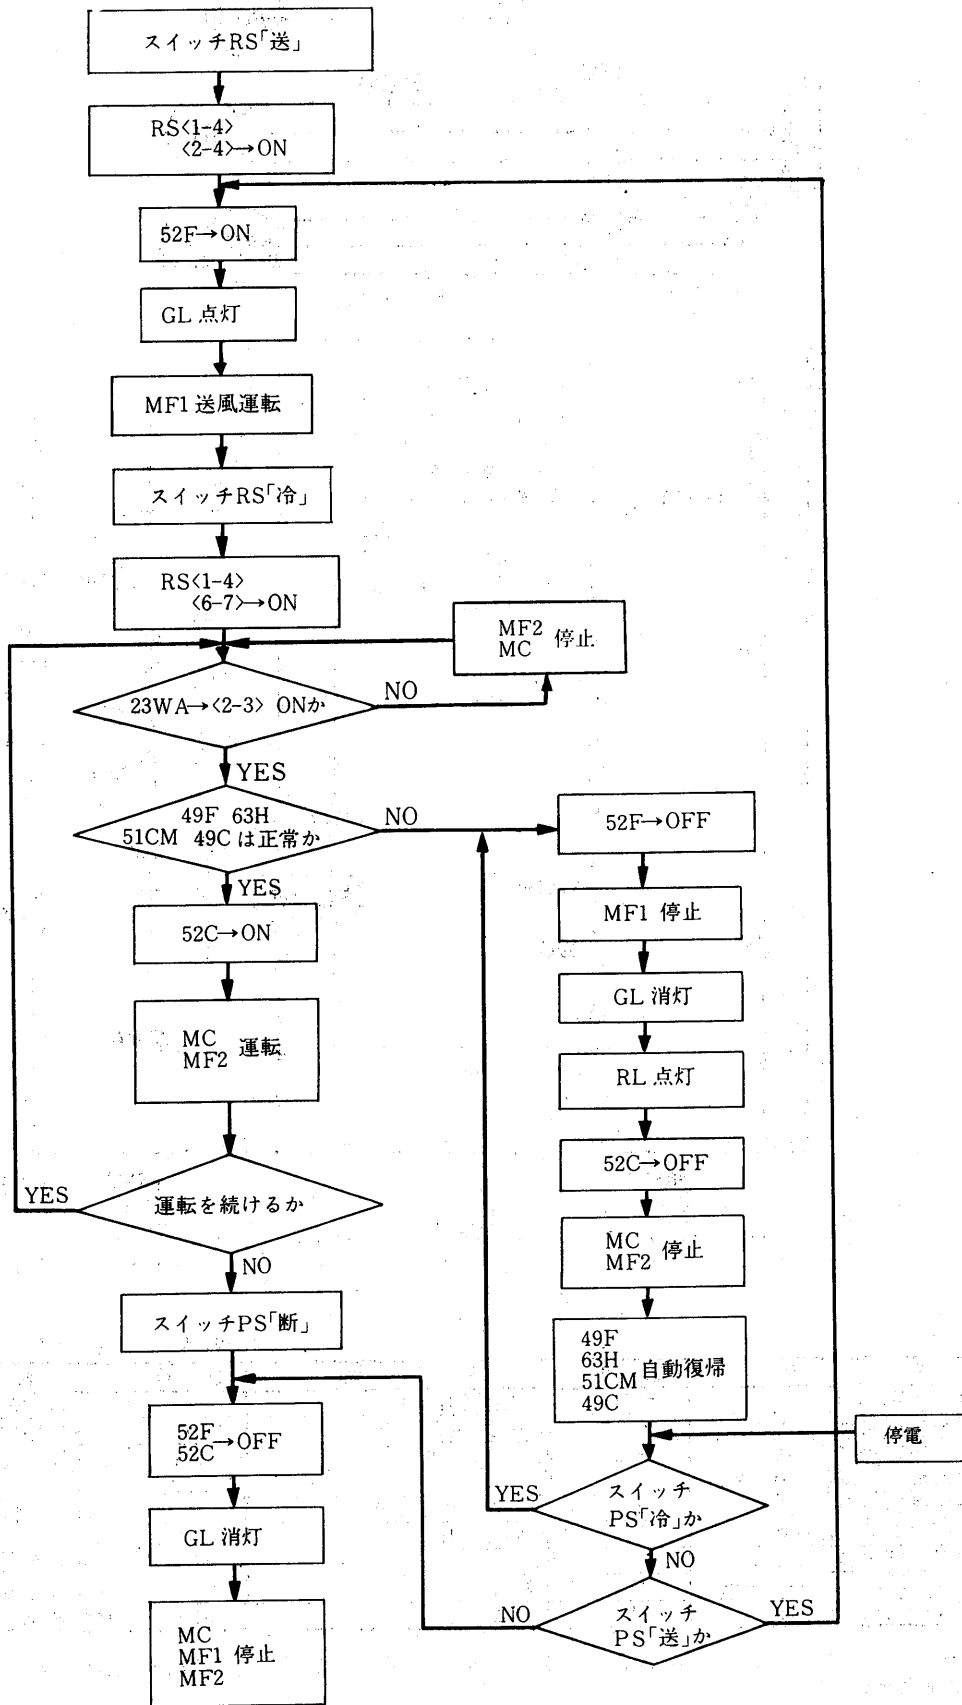 スイッチRS「送」
RS<1-4>
<2-4>→ON
52F→ON
GL 点灯
MF1 送風運転
スイッチRS「冷」
RS<1-4>
<6-7>→ON
MF2
MC 停止
23WA→<2-3> ONか
NO
YES
49F 63H
51CM 49C は正常か
NO
YES
52F→OFF
52C→ON
MF1 停止
MC
MF2 運転
GL 消灯
RL 点灯
52C→OFF
運転を続けるか
YES
NO
MC
MF2 停止
スイッチPS「断」
49F
63H
51CM 自動復帰
49C
52F
52C→OFF
停電
スイッチ
PS「冷」か
YES
NO
GL 消灯
スイッチ
PS「送」か
NO
YES
MC
MF1 停止
MF2